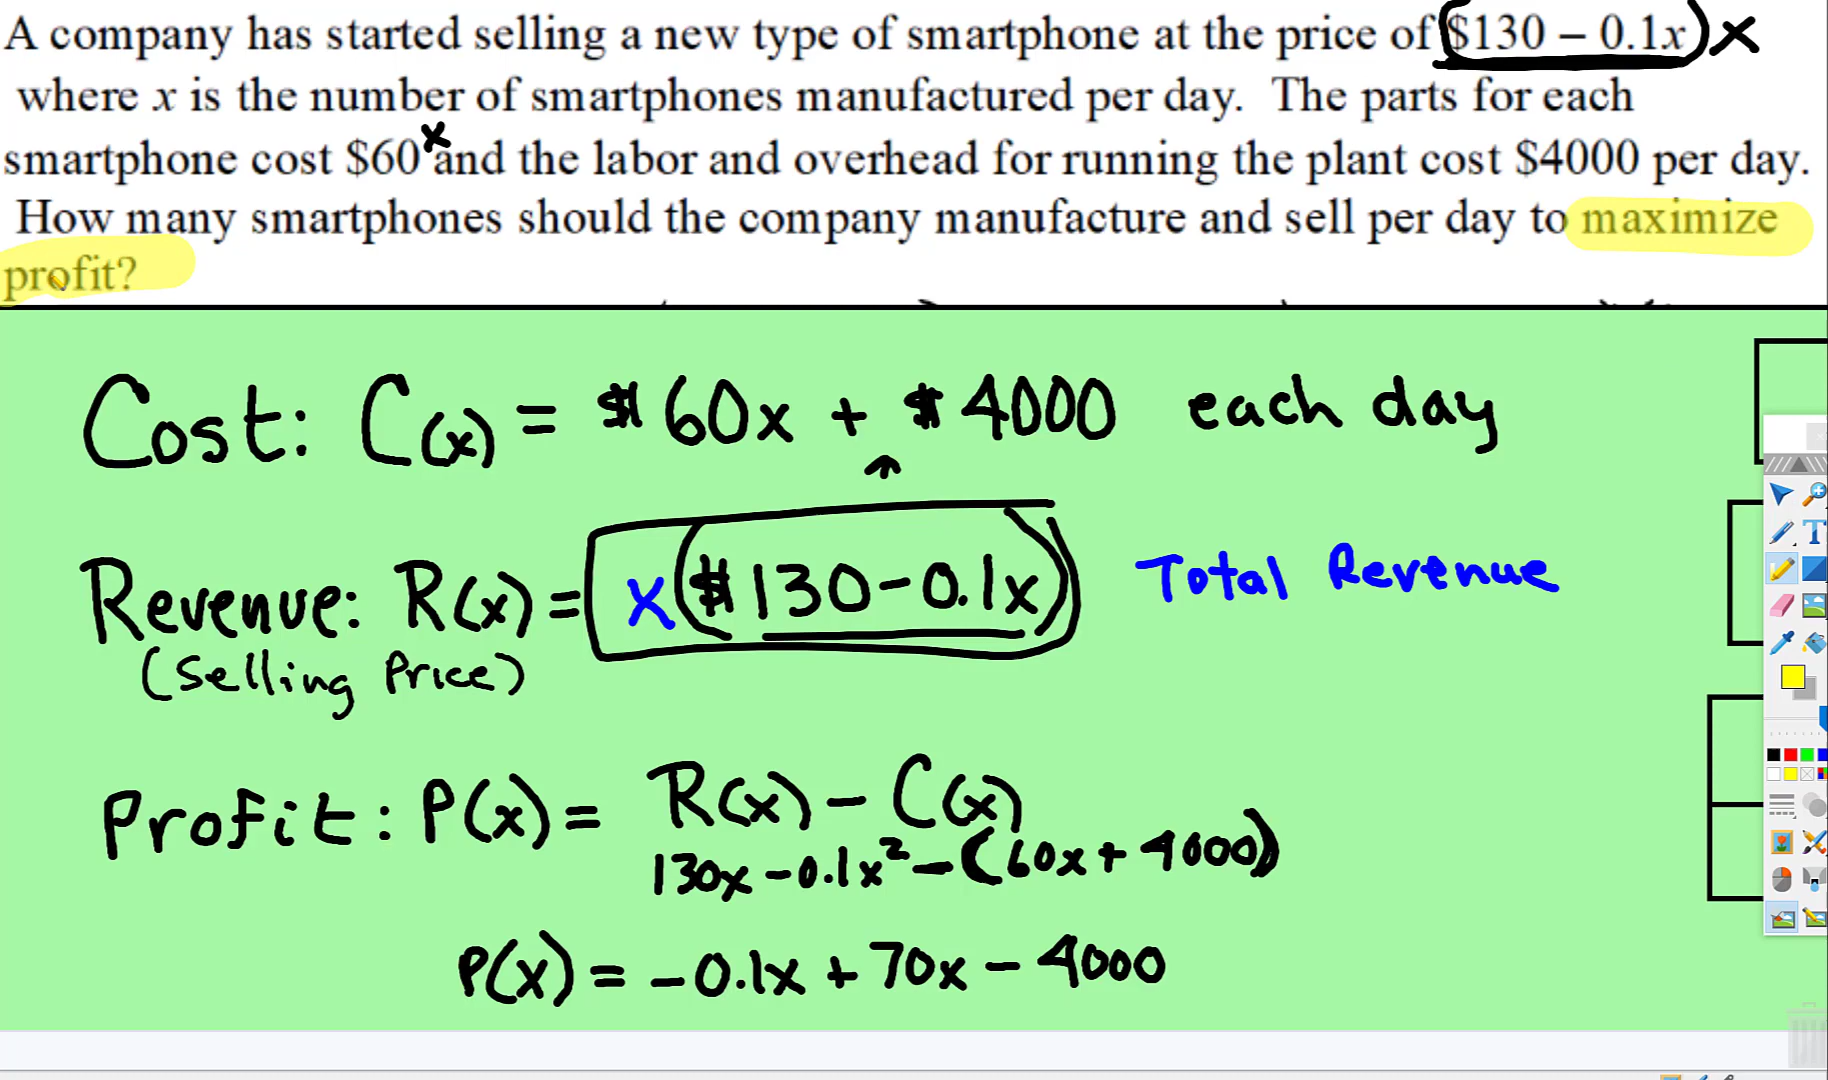 A company has started selling a new type of smartphone at the price of ($130 – 0.1x)x
where x is the number of smartphones manufactured per day. The parts for each
smartphone cost $60x and the labor and overhead for running the plant cost $4000 per day.
How many smartphones should the company manufacture and sell per day to maximize
profit?
Cost: C(x) = $60x + $4000 each day
Revenue: R(x) = x($130-0.1x) Total Revenue
(Selling Price)
Profit: P(x) = R(x) - C(x)
130x - 0.1x² - (60x + 4000)
P(x) = -0.1x + 70x - 4000